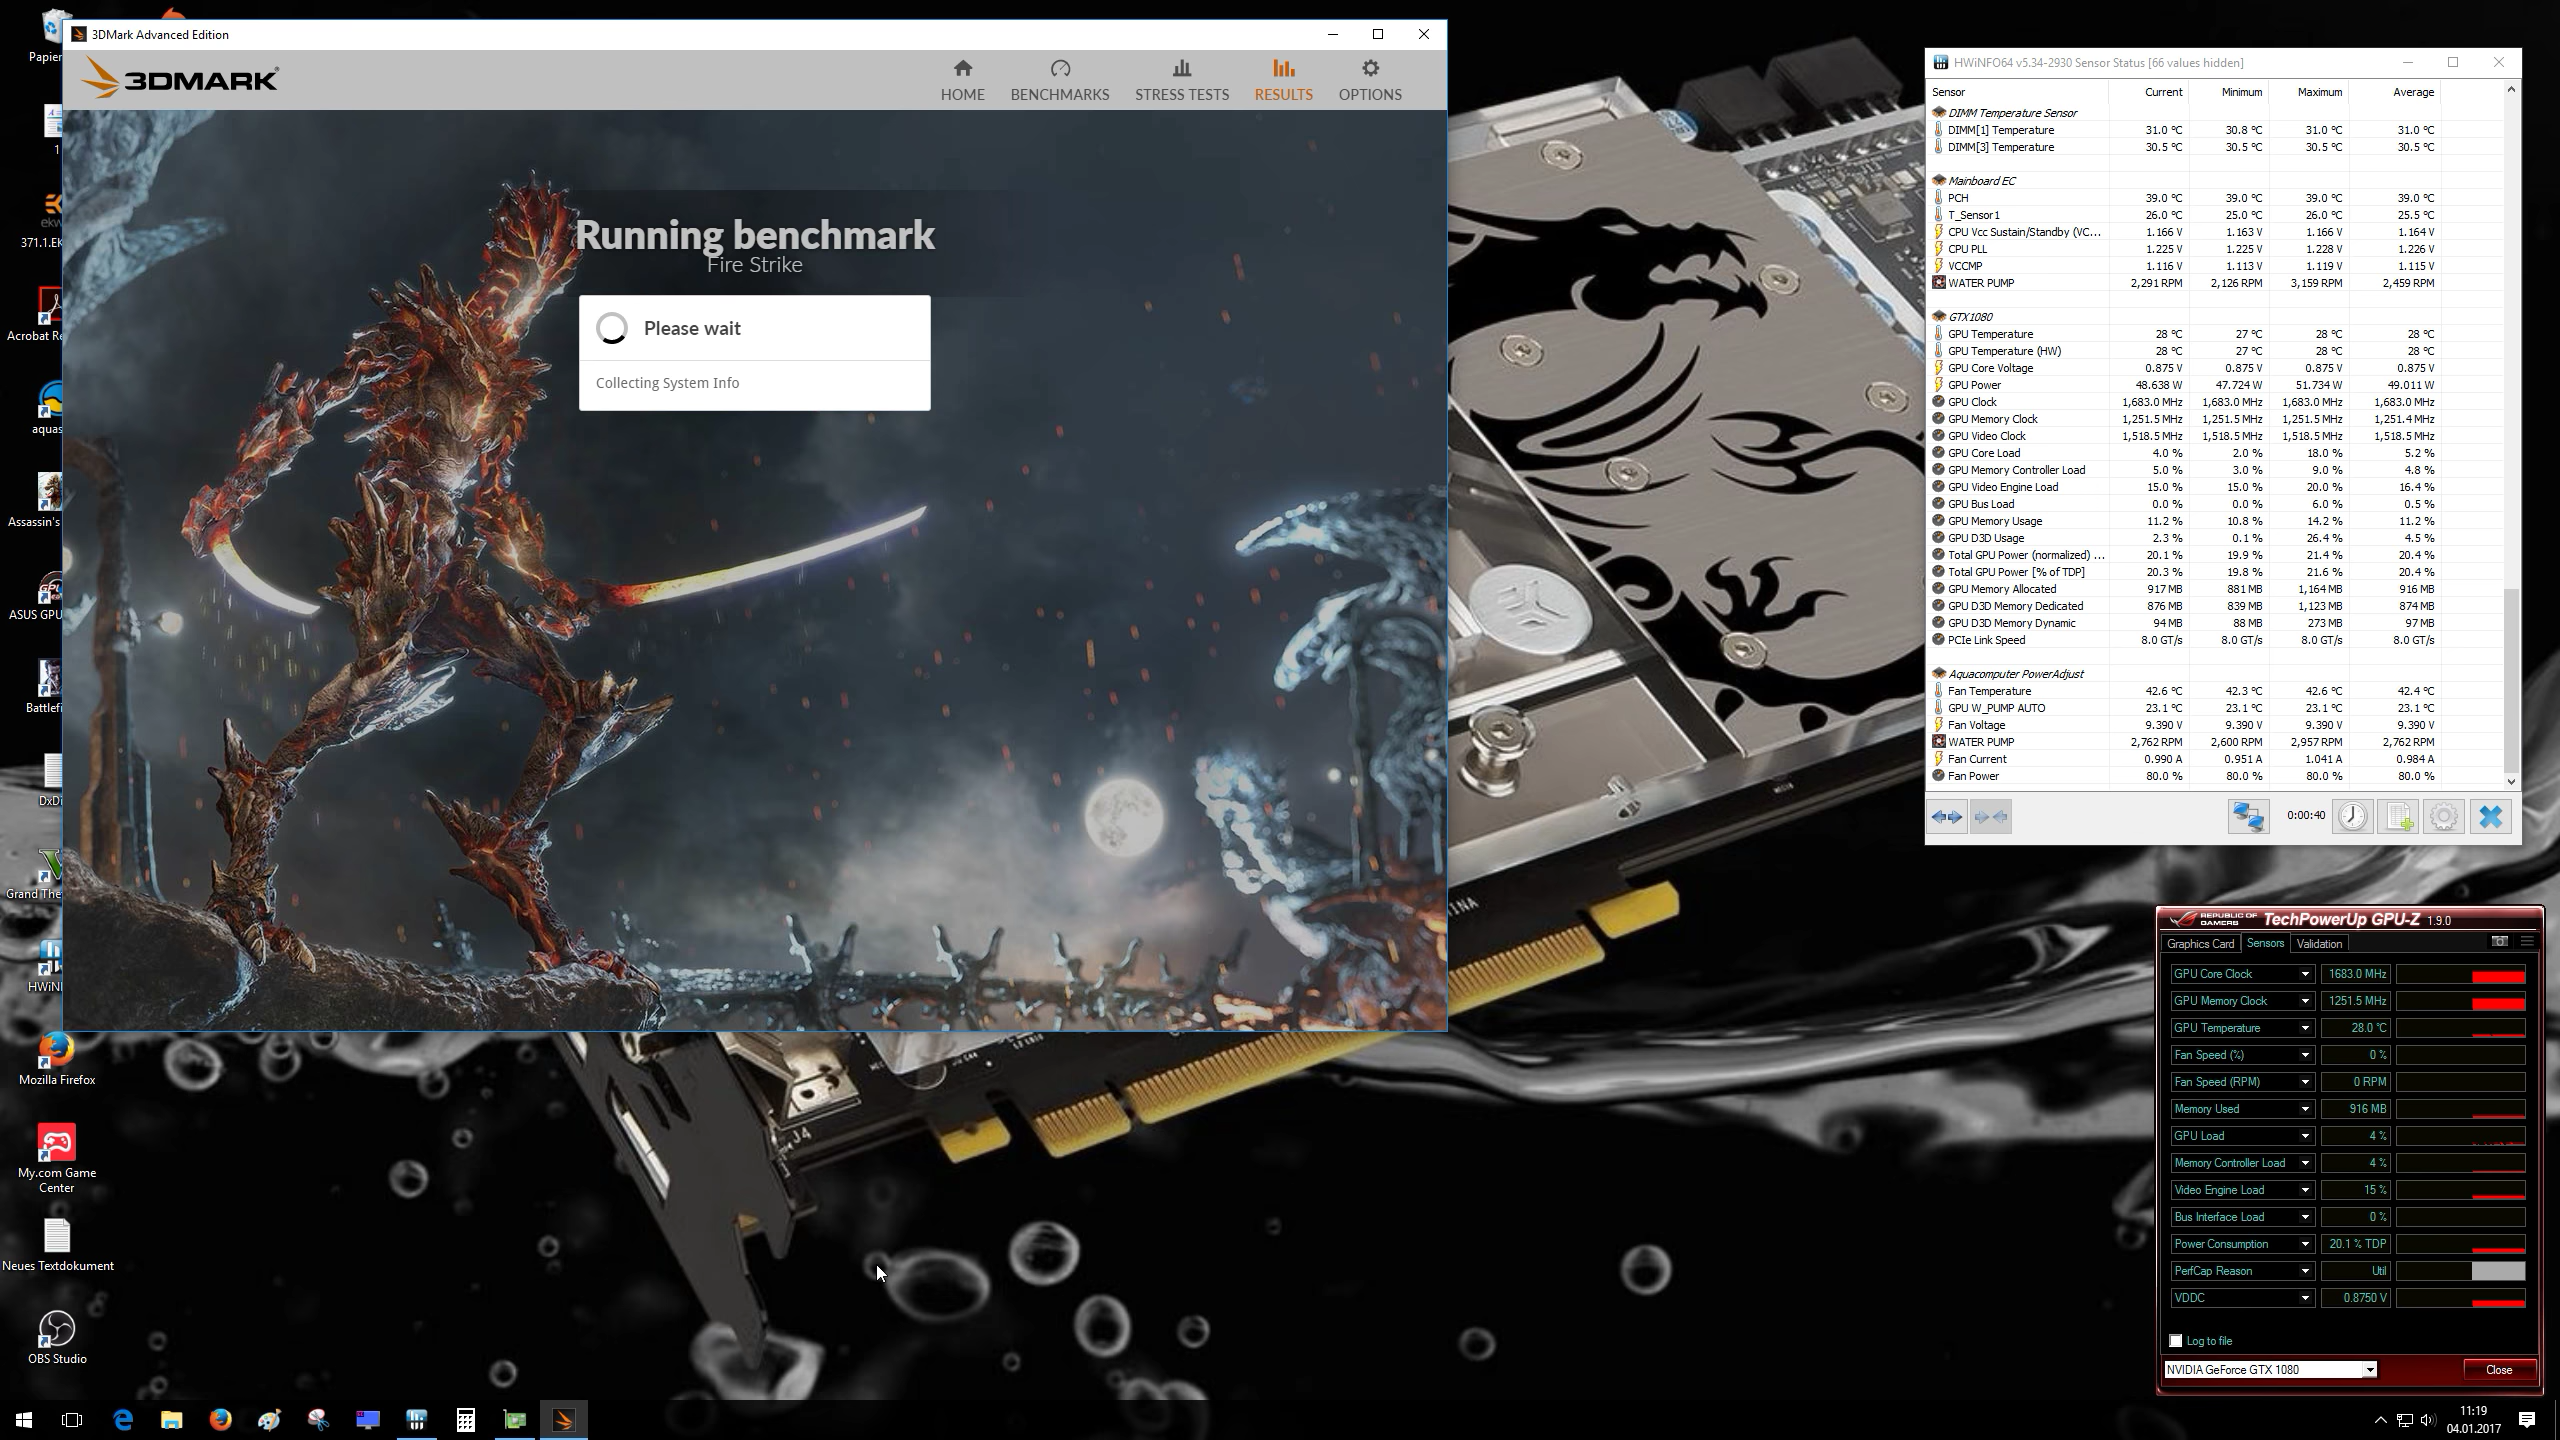 Papier
1
ekw
371.1.EK
Acrobat Re
aquas
Assassin's
ASUS GPU
Battlefi
DxDi
Grand The
HWiNF
Mozilla Firefox
My.com Game
Center
Neues Textdokument
OBS Studio
3DMark Advanced Edition
3DMARK
HOME
BENCHMARKS
STRESS TESTS
RESULTS
OPTIONS
Running benchmark
Fire Strike
Please wait
Collecting System Info
J4
HWiNFO64 v5.34-2930 Sensor Status [66 values hidden]
Sensor Current Minimum Maximum Average
DIMM Temperature Sensor
DIMM[1] Temperature 31.0 °C 30.8 °C 31.0 °C 31.0 °C
DIMM[3] Temperature 30.5 °C 30.5 °C 30.5 °C 30.5 °C
Mainboard EC
PCH 39.0 °C 39.0 °C 39.0 °C 39.0 °C
T_Sensor1 26.0 °C 25.0 °C 26.0 °C 25.5 °C
CPU Vcc Sustain/Standby (VC... 1.166 V 1.163 V 1.166 V 1.164 V
CPU PLL 1.225 V 1.225 V 1.228 V 1.226 V
VCCMP 1.116 V 1.113 V 1.119 V 1.115 V
WATER PUMP 2,291 RPM 2,126 RPM 3,159 RPM 2,459 RPM
GTX1080
GPU Temperature 28 °C 27 °C 28 °C 28 °C
GPU Temperature (HW) 28 °C 27 °C 28 °C 28 °C
GPU Core Voltage 0.875 V 0.875 V 0.875 V 0.875 V
GPU Power 48.638 W 47.724 W 51.734 W 49.011 W
GPU Clock 1,683.0 MHz 1,683.0 MHz 1,683.0 MHz 1,683.0 MHz
GPU Memory Clock 1,251.5 MHz 1,251.5 MHz 1,251.5 MHz 1,251.4 MHz
GPU Video Clock 1,518.5 MHz 1,518.5 MHz 1,518.5 MHz 1,518.5 MHz
GPU Core Load 4.0 % 2.0 % 18.0 % 5.2 %
GPU Memory Controller Load 5.0 % 3.0 % 9.0 % 4.8 %
GPU Video Engine Load 15.0 % 15.0 % 20.0 % 16.4 %
GPU Bus Load 0.0 % 0.0 % 6.0 % 0.5 %
GPU Memory Usage 11.2 % 10.8 % 14.2 % 11.2 %
GPU D3D Usage 2.3 % 0.1 % 26.4 % 4.5 %
Total GPU Power (normalized) ... 20.1 % 19.9 % 21.4 % 20.4 %
Total GPU Power [% of TDP] 20.3 % 19.8 % 21.6 % 20.4 %
GPU Memory Allocated 917 MB 881 MB 1,164 MB 916 MB
GPU D3D Memory Dedicated 876 MB 839 MB 1,123 MB 874 MB
GPU D3D Memory Dynamic 94 MB 88 MB 273 MB 97 MB
PCIe Link Speed 8.0 GT/s 8.0 GT/s 8.0 GT/s 8.0 GT/s
Aquacomputer PowerAdjust
Fan Temperature 42.6 °C 42.3 °C 42.6 °C 42.4 °C
GPU W_PUMP AUTO 23.1 °C 23.1 °C 23.1 °C 23.1 °C
Fan Voltage 9.390 V 9.390 V 9.390 V 9.390 V
WATER PUMP 2,762 RPM 2,600 RPM 2,957 RPM 2,762 RPM
Fan Current 0.990 A 0.951 A 1.041 A 0.984 A
Fan Power 80.0 % 80.0 % 80.0 % 80.0 %
0:00:40
REPUBLIC OF
GAMERS
TechPowerUp GPU-Z 1.9.0
Graphics Card Sensors Validation
GPU Core Clock 1683.0 MHz
GPU Memory Clock 1251.5 MHz
GPU Temperature 28.0 °C
Fan Speed (%) 0 %
Fan Speed (RPM) 0 RPM
Memory Used 916 MB
GPU Load 4 %
Memory Controller Load 4 %
Video Engine Load 15 %
Bus Interface Load 0 %
Power Consumption 20.1 % TDP
PerfCap Reason Util
VDDC 0.8750 V
Log to file
NVIDIA GeForce GTX 1080
Close
11:19
04.01.2017